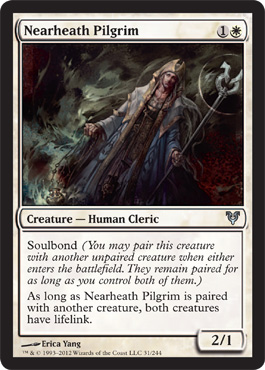 Nearheath Pilgrim 1
Creature — Human Cleric
Soulbond (You may pair this creature
with another unpaired creature when either
enters the battlefield. They remain paired for
as long as you control both of them.)
As long as Nearheath Pilgrim is paired
with another creature, both creatures
have lifelink.
Erica Yang
2/1
™ & © 1993–2012 Wizards of the Coast LLC 31/244